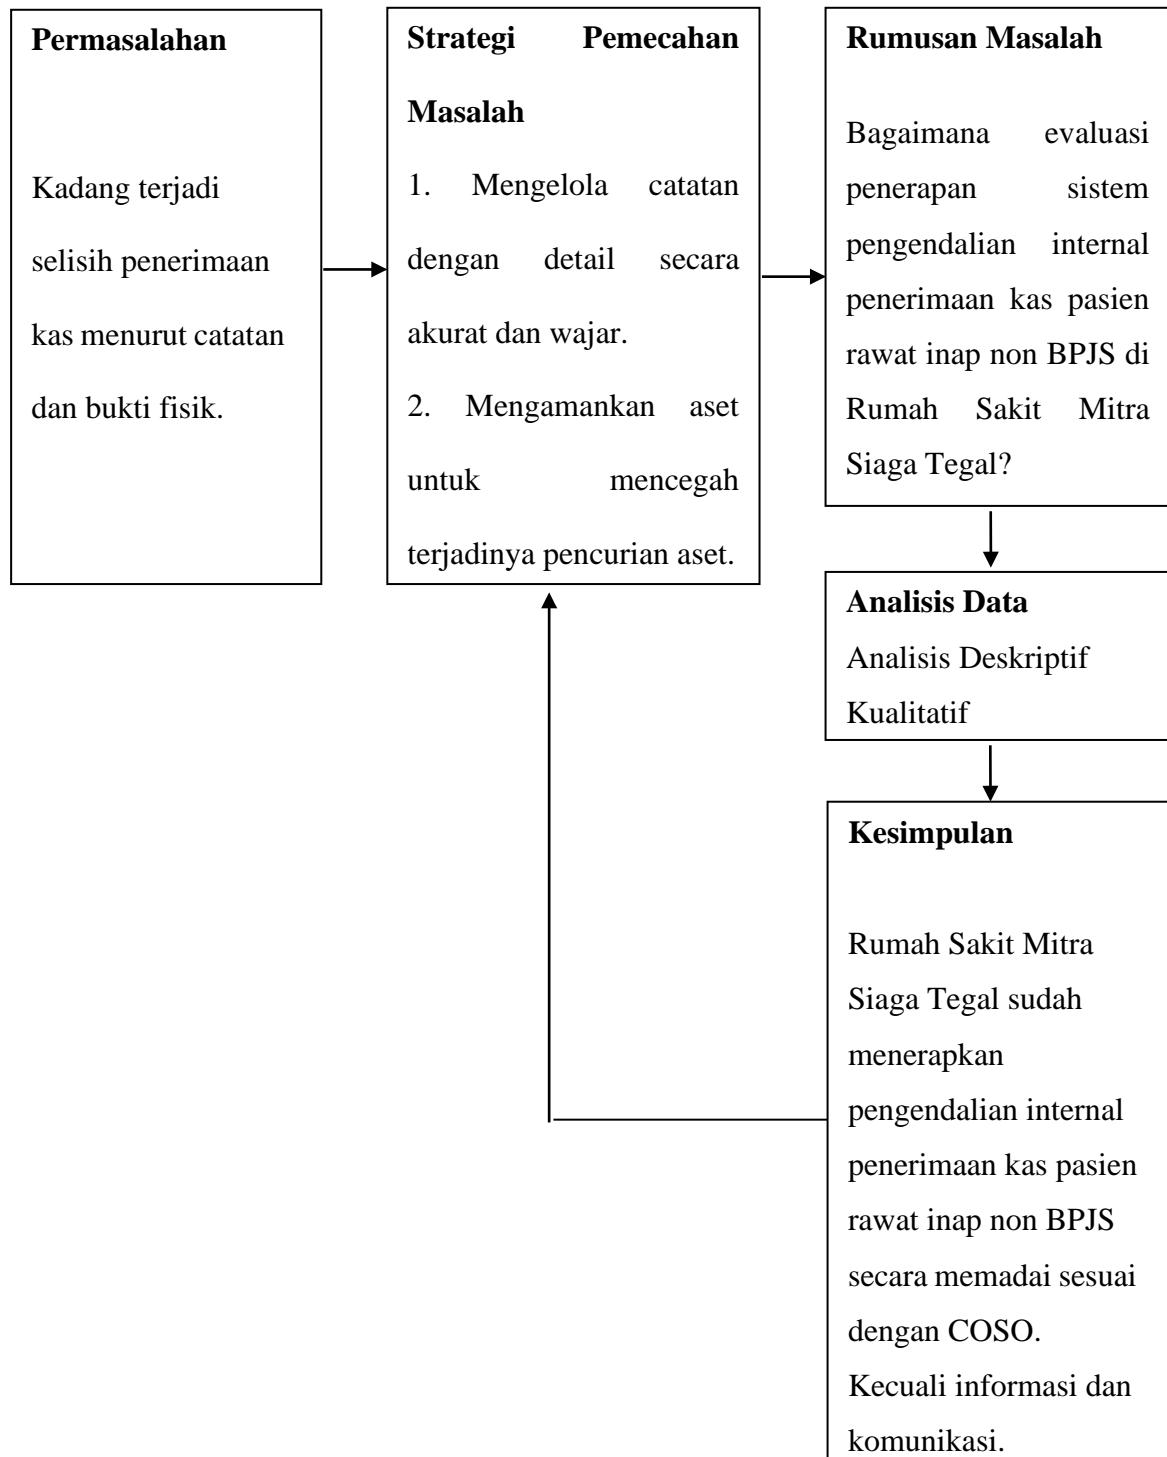 Permasalahan
Kadang terjadi
selisih penerimaan
kas menurut catatan
dan bukti fisik.
Strategi Pemecahan
Masalah
1. Mengelola catatan
dengan detail secara
akurat dan wajar.
2. Mengamankan aset
untuk mencegah
terjadinya pencurian aset.
Rumusan Masalah
Bagaimana evaluasi
penerapan sistem
pengendalian internal
penerimaan kas pasien
rawat inap non BPJS di
Rumah Sakit Mitra
Siaga Tegal?
Analisis Data
Analisis Deskriptif
Kualitatif
Kesimpulan
Rumah Sakit Mitra
Siaga Tegal sudah
menerapkan
pengendalian internal
penerimaan kas pasien
rawat inap non BPJS
secara memadai sesuai
dengan COSO.
Kecuali informasi dan
komunikasi.